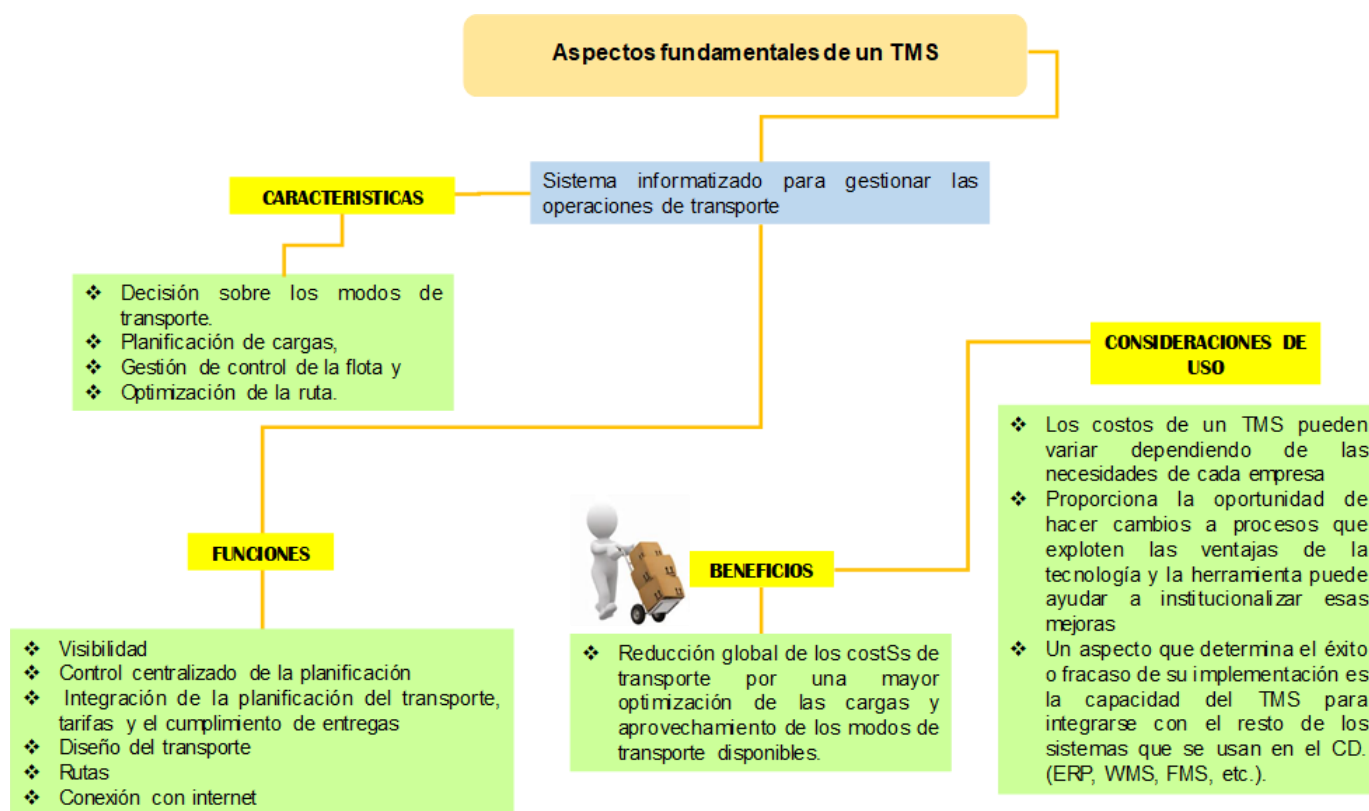 Aspectos fundamentales de un TMS
Sistema informatizado para gestionar las
operaciones de transporte
CARACTERISTICAS
❖ Decisión sobre los modos de
transporte.
❖ Planificación de cargas,
❖ Gestión de control de la flota y
❖ Optimización de la ruta.
FUNCIONES
❖ Visibilidad
❖ Control centralizado de la planificación
❖ Integración de la planificación del transporte,
tarifas y el cumplimiento de entregas
❖ Diseño del transporte
❖ Rutas
❖ Conexión con internet
BENEFICIOS
❖ Reducción global de los costSs de
transporte por una mayor
optimización de las cargas y
aprovechamiento de los modos de
transporte disponibles.
CONSIDERACIONES DE
USO
❖ Los costos de un TMS pueden
variar dependiendo de las
necesidades de cada empresa
❖ Proporciona la oportunidad de
hacer cambios a procesos que
exploten las ventajas de la
tecnología y la herramienta puede
ayudar a institucionalizar esas
mejoras
❖ Un aspecto que determina el éxito
o fracaso de su implementación es
la capacidad del TMS para
integrarse con el resto de los
sistemas que se usan en el CD.
(ERP, WMS, FMS, etc.).